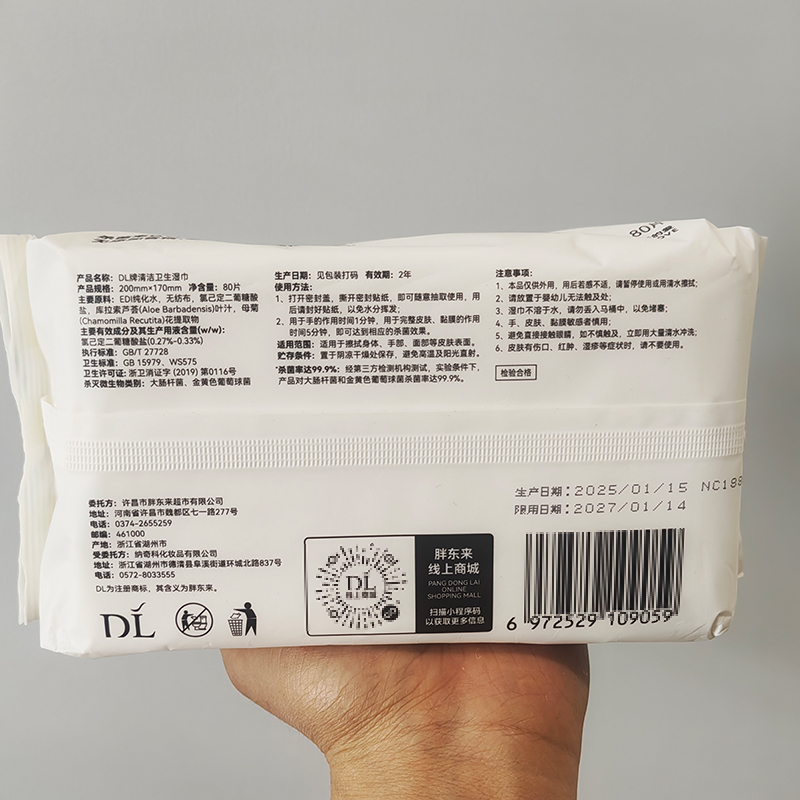 80片
产品名称：DL牌清洁卫生湿巾
产品规格：200mm×170mm 净含量：80片
主要原料：EDI纯化水，无纺布，氯己定二葡糖酸
盐，库拉索芦荟(Aloe Barbadensis)叶汁，母菊
(Chamomilla Recutita)花提取物
主要有效成分及其生产用液含量(w/w)：
氯己定二葡糖酸盐(0.27%-0.33%)
执行标准：GB/T 27728
卫生标准：GB 15979、WS575
卫生许可证：浙卫消证字 (2019) 第0116号
杀灭微生物类别：大肠杆菌、金黄色葡萄球菌
生产日期：见包装打码 有效期：2年
使用方法：
1、打开密封盖，撕开密封贴纸，即可随意抽取使用，用
后请封好贴纸，以免水分挥发；
2、用于手的作用时间1分钟，用于完整皮肤、黏膜的作用
时间5分钟，即可达到相应的杀菌效果。
适用范围：适用于擦拭身体、手部、面部等皮肤表面。
贮存条件：置于阴凉干燥处保存，避免高温及阳光直射。
*杀菌率达99.9%：经第三方检测机构测试，实验条件下，
产品对大肠杆菌和金黄色葡萄球菌杀菌率达99.9%。
注意事项：
1、本品仅供外用，用后若感不适，请暂停使用或用清水擦拭；
2、请放置于婴幼儿无法触及处；
3、湿巾不溶于水，请勿丢入马桶中，以免堵塞；
4、手、皮肤、黏膜敏感者慎用；
5、避免直接接触眼睛，如不慎触及，立即用大量清水冲洗；
6、皮肤有伤口、红肿、湿疹等症状时，请不要使用。
检验合格
委托方：许昌市胖东来超市有限公司
地址：河南省许昌市魏都区七一路277号
电话：0374-2655259
邮编：461000
产地：浙江省湖州市
受委托方：纳奇科化妆品有限公司
地址：浙江省湖州市德清县阜溪街道环城北路837号
电话：0572-8033555
DL为注册商标，其含义为胖东来。
DL
DL
线上商城
胖东来
线上商城
PANG DONG LAI
ONLINE
SHOPPING MALL
扫描小程序码
以获取更多信息
生产日期：2025/01/15 NC188
限用日期：2027/01/14
6 972529 109059